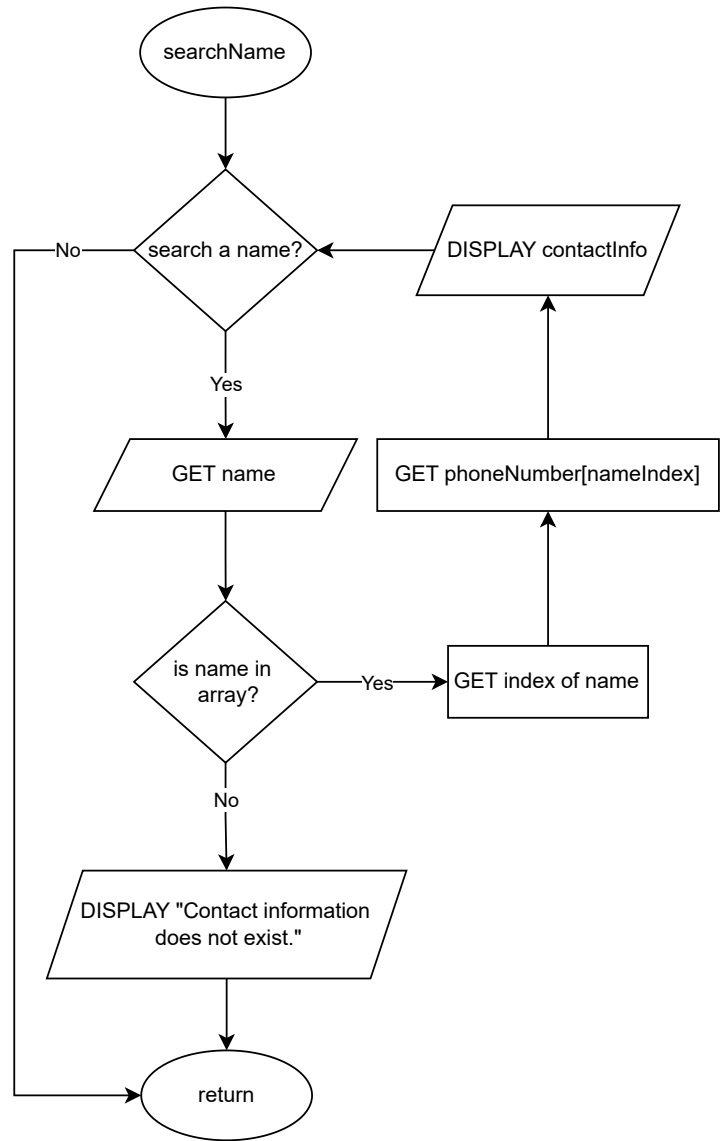 searchName
No
search a name?
DISPLAY contactInfo
Yes
GET name
GET phoneNumber[nameIndex]
is name in
array?
Yes
GET index of name
No
DISPLAY "Contact information
does not exist."
return